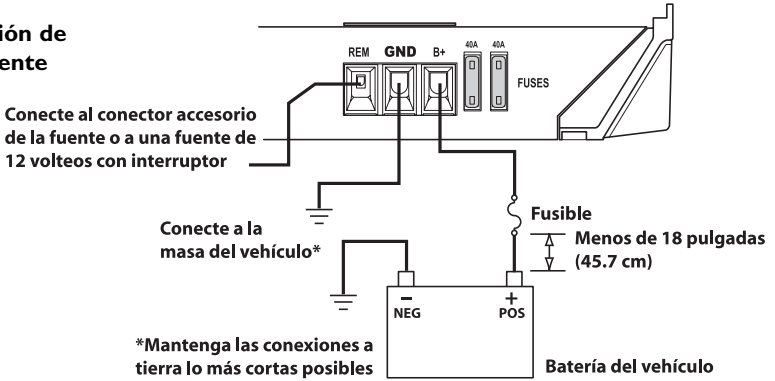 ión de
ente
REM GND B+ 40A 40A
FUSES
Conecte al conector accesorio
de la fuente o a una fuente de
12 volteos con interruptor
Conecte a la
masa del vehículo*
Fusible
Menos de 18 pulgadas
(45.7 cm)
– +
NEG POS
*Mantenga las conexiones a
tierra lo más cortas posibles
Batería del vehículo